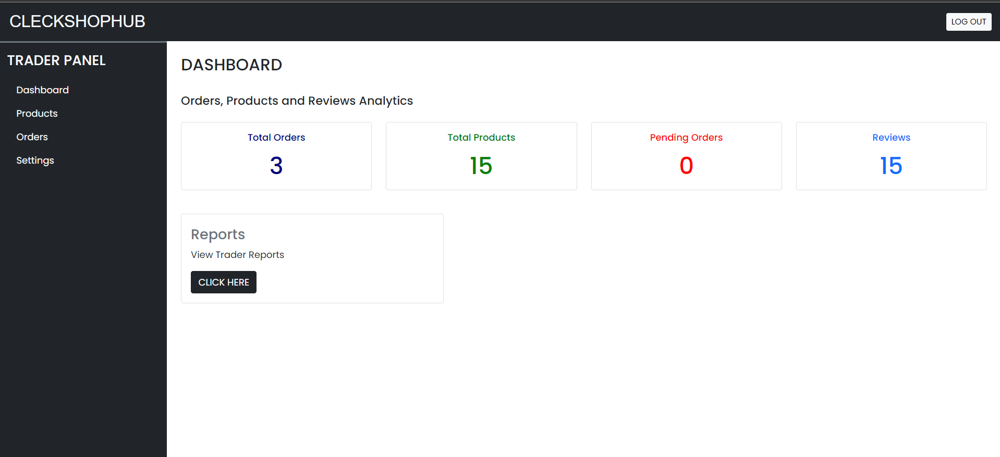 CLECKSHOPHUB
LOG OUT
TRADER PANEL
Dashboard
Products
Orders
Settings
DASHBOARD
Orders, Products and Reviews Analytics
Total Orders
3
Total Products
15
Pending Orders
0
Reviews
15
Reports
View Trader Reports
CLICK HERE